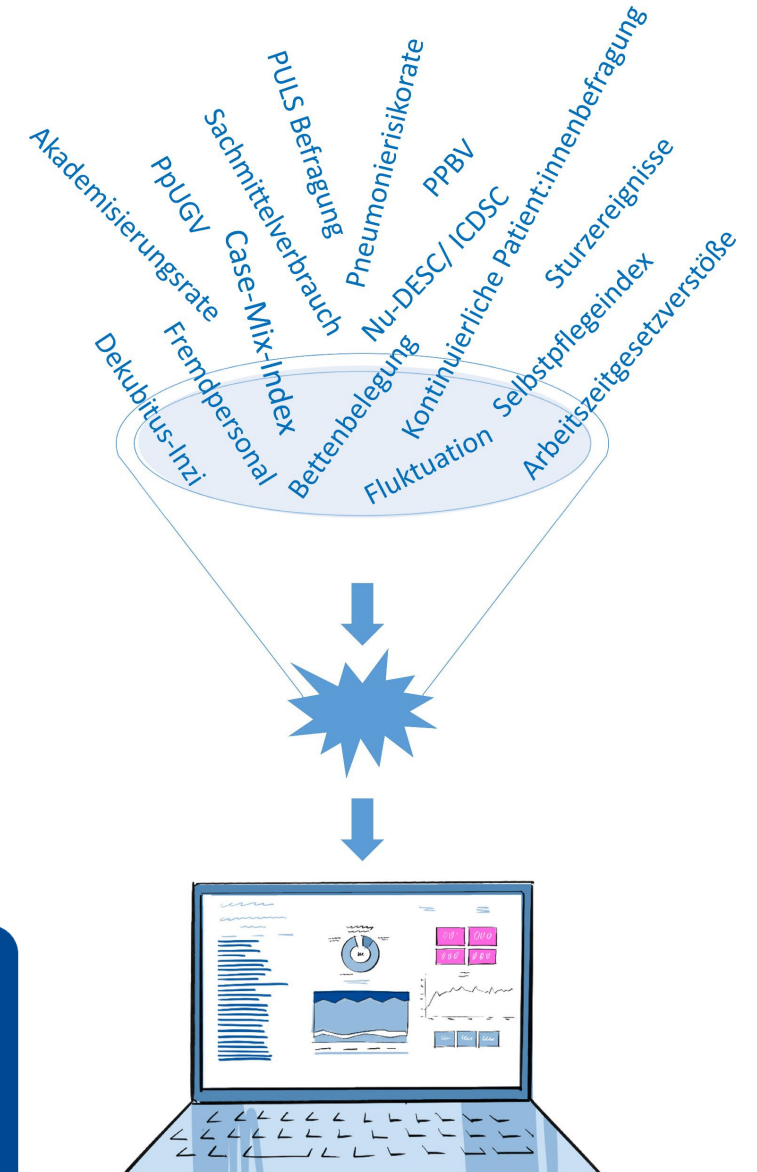 Akademisierungsrate
PpUGV
Sachmittelverbrauch
PULS Befragung
Pneumonierisikorate
PPBV
Kontinuierliche Patient:innenbefragung
Sturzereignisse
Dekubitus-Inzi
Fremdpersonal
Case-Mix-Index
Bettenbelegung
Nu-DESC/ ICDSC
Fluktuation
Selbstpflegeindex
Arbeitszeitgesetzverstöße